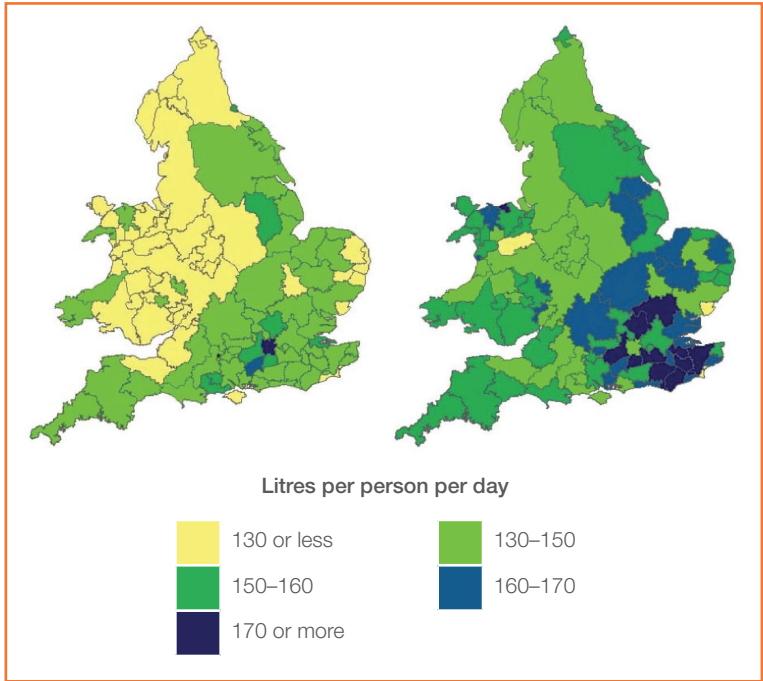 Litres per person per day
130 or less
130–150
150–160
160–170
170 or more